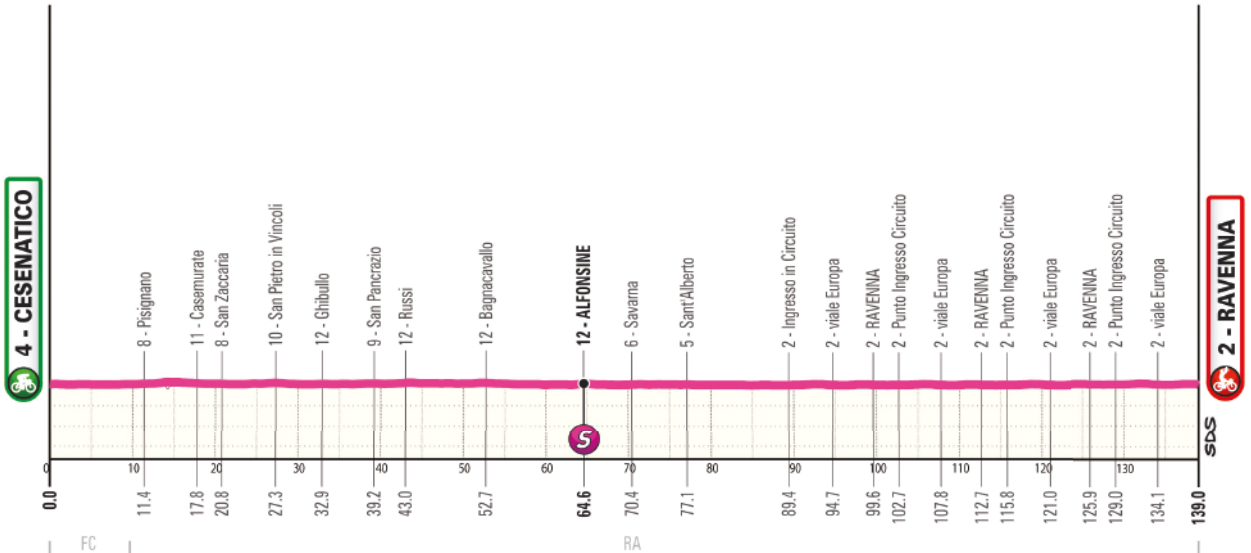 4 - CESENATICO
8 - Pisignano
11 - Casemurate
8 - San Zaccaria
10 - San Pietro in Vincoli
12 - Ghibullo
9 - San Pancrazio
12 - Russi
12 - Bagnacavallo
12 - ALFONSINE
6 - Savarna
5 - Sant'Alberto
2 - Ingresso in Circuito
2 - viale Europa
2 - RAVENNA
2 - Punto Ingresso Circuito
2 - viale Europa
2 - RAVENNA
2 - Punto Ingresso Circuito
2 - viale Europa
2 - RAVENNA
2 - Punto Ingresso Circuito
2 - viale Europa
2 - RAVENNA
S
SDS
0 10 20 30 40 50 60 70 80 90 100 110 120 130
0.0 11.4 17.8 20.8 27.3 32.9 39.2 43.0 52.7 64.6 70.4 77.1 89.4 94.7 99.6 102.7 107.8 112.7 115.8 121.0 125.9 129.0 134.1 139.0
FC RA